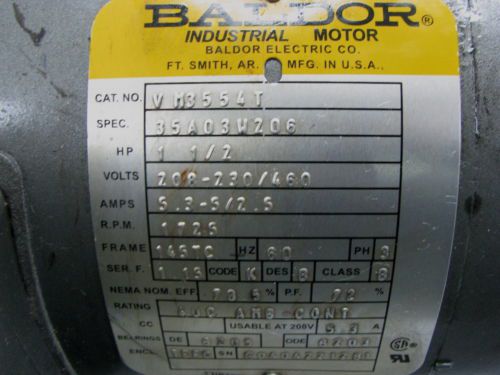 BALDOR®
INDUSTRIAL MOTOR
BALDOR ELECTRIC CO.
FT. SMITH, AR. MFG. IN U.S.A.,
CAT. NO. VM3554T
SPEC. 35A03W206
HP 1 1/2
VOLTS 208-230/460
AMPS 5.3-5/2.5
R.P.M. 1725
FRAME 145TC HZ 60 PH 3
SER. F. 1.15 CODE K DES B CLASS B
NEMA NOM. EFF % P.F. 72 %
RATING 40C AMB-CONT
CC USABLE AT 208V 5.3 A
BEARINGS DE 6205 ODE 6203
ENCL. SN